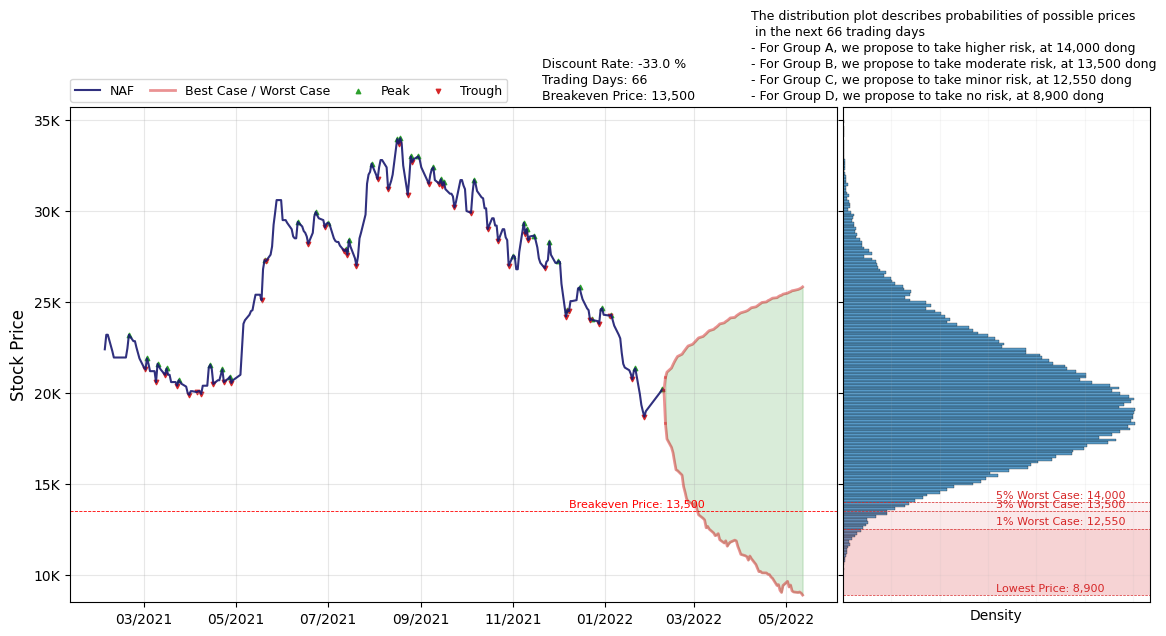 The distribution plot describes probabilities of possible prices
in the next 66 trading days
- For Group A, we propose to take higher risk, at 14,000 dong
- For Group B, we propose to take moderate risk, at 13,500 dong
- For Group C, we propose to take minor risk, at 12,550 dong
- For Group D, we propose to take no risk, at 8,900 dong
Discount Rate: -33.0 %
Trading Days: 66
Breakeven Price: 13,500
NAF Best Case / Worst Case Peak Trough
Stock Price
35K
30K
25K
20K
15K
10K
Breakeven Price: 13,500
03/2021 05/2021 07/2021 09/2021 11/2021 01/2022 03/2022 05/2022
5% Worst Case: 14,000
3% Worst Case: 13,500
1% Worst Case: 12,550
Lowest Price: 8,900
Density